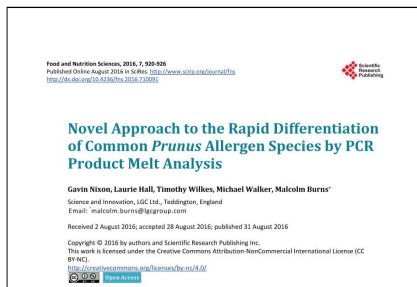 Food and Nutrition Sciences, 2016, 7, 920-926
Published Online August 2016 in SciRes. http://www.scirp.org/journal/fns
http://dx.doi.org/10.4236/fns.2016.710091
Scientific
Research
Publishing
Novel Approach to the Rapid Differentiation
of Common Prunus Allergen Species by PCR
Product Melt Analysis
Gavin Nixon, Laurie Hall, Timothy Wilkes, Michael Walker, Malcolm Burns*
Science and Innovation, LGC Ltd., Teddington, England
Email: *malcolm.burns@lgcgroup.com
Received 2 August 2016; accepted 28 August 2016; published 31 August 2016
Copyright © 2016 by authors and Scientific Research Publishing Inc.
This work is licensed under the Creative Commons Attribution-NonCommercial International License (CC
BY-NC).
http://creativecommons.org/licenses/by-nc/4.0/
Open Access